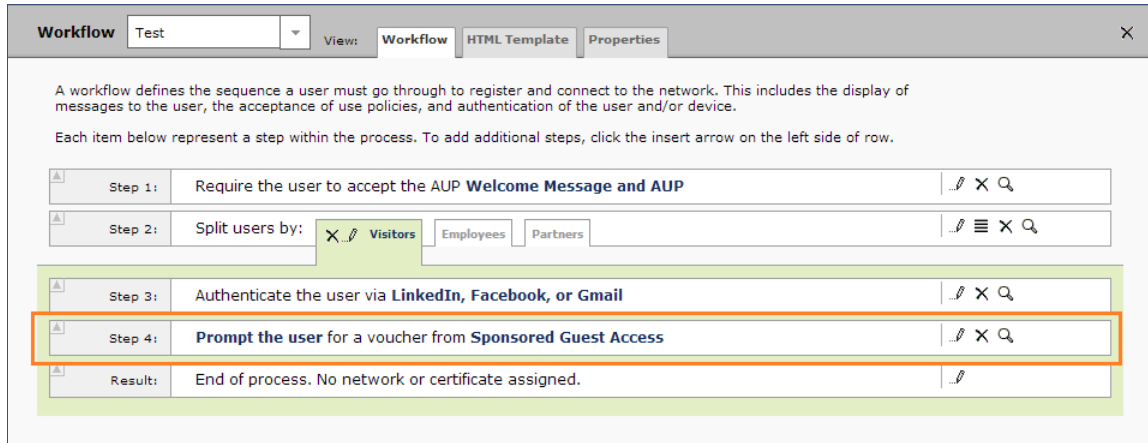 Workflow Test View: Workflow HTML Template Properties
A workflow defines the sequence a user must go through to register and connect to the network. This includes the display of
messages to the user, the acceptance of use policies, and authentication of the user and/or device.
Each item below represent a step within the process. To add additional steps, click the insert arrow on the left side of row.
Step 1: Require the user to accept the AUP Welcome Message and AUP
Step 2: Split users by: Visitors Employees Partners
Step 3: Authenticate the user via LinkedIn, Facebook, or Gmail
Step 4: Prompt the user for a voucher from Sponsored Guest Access
Result: End of process. No network or certificate assigned.